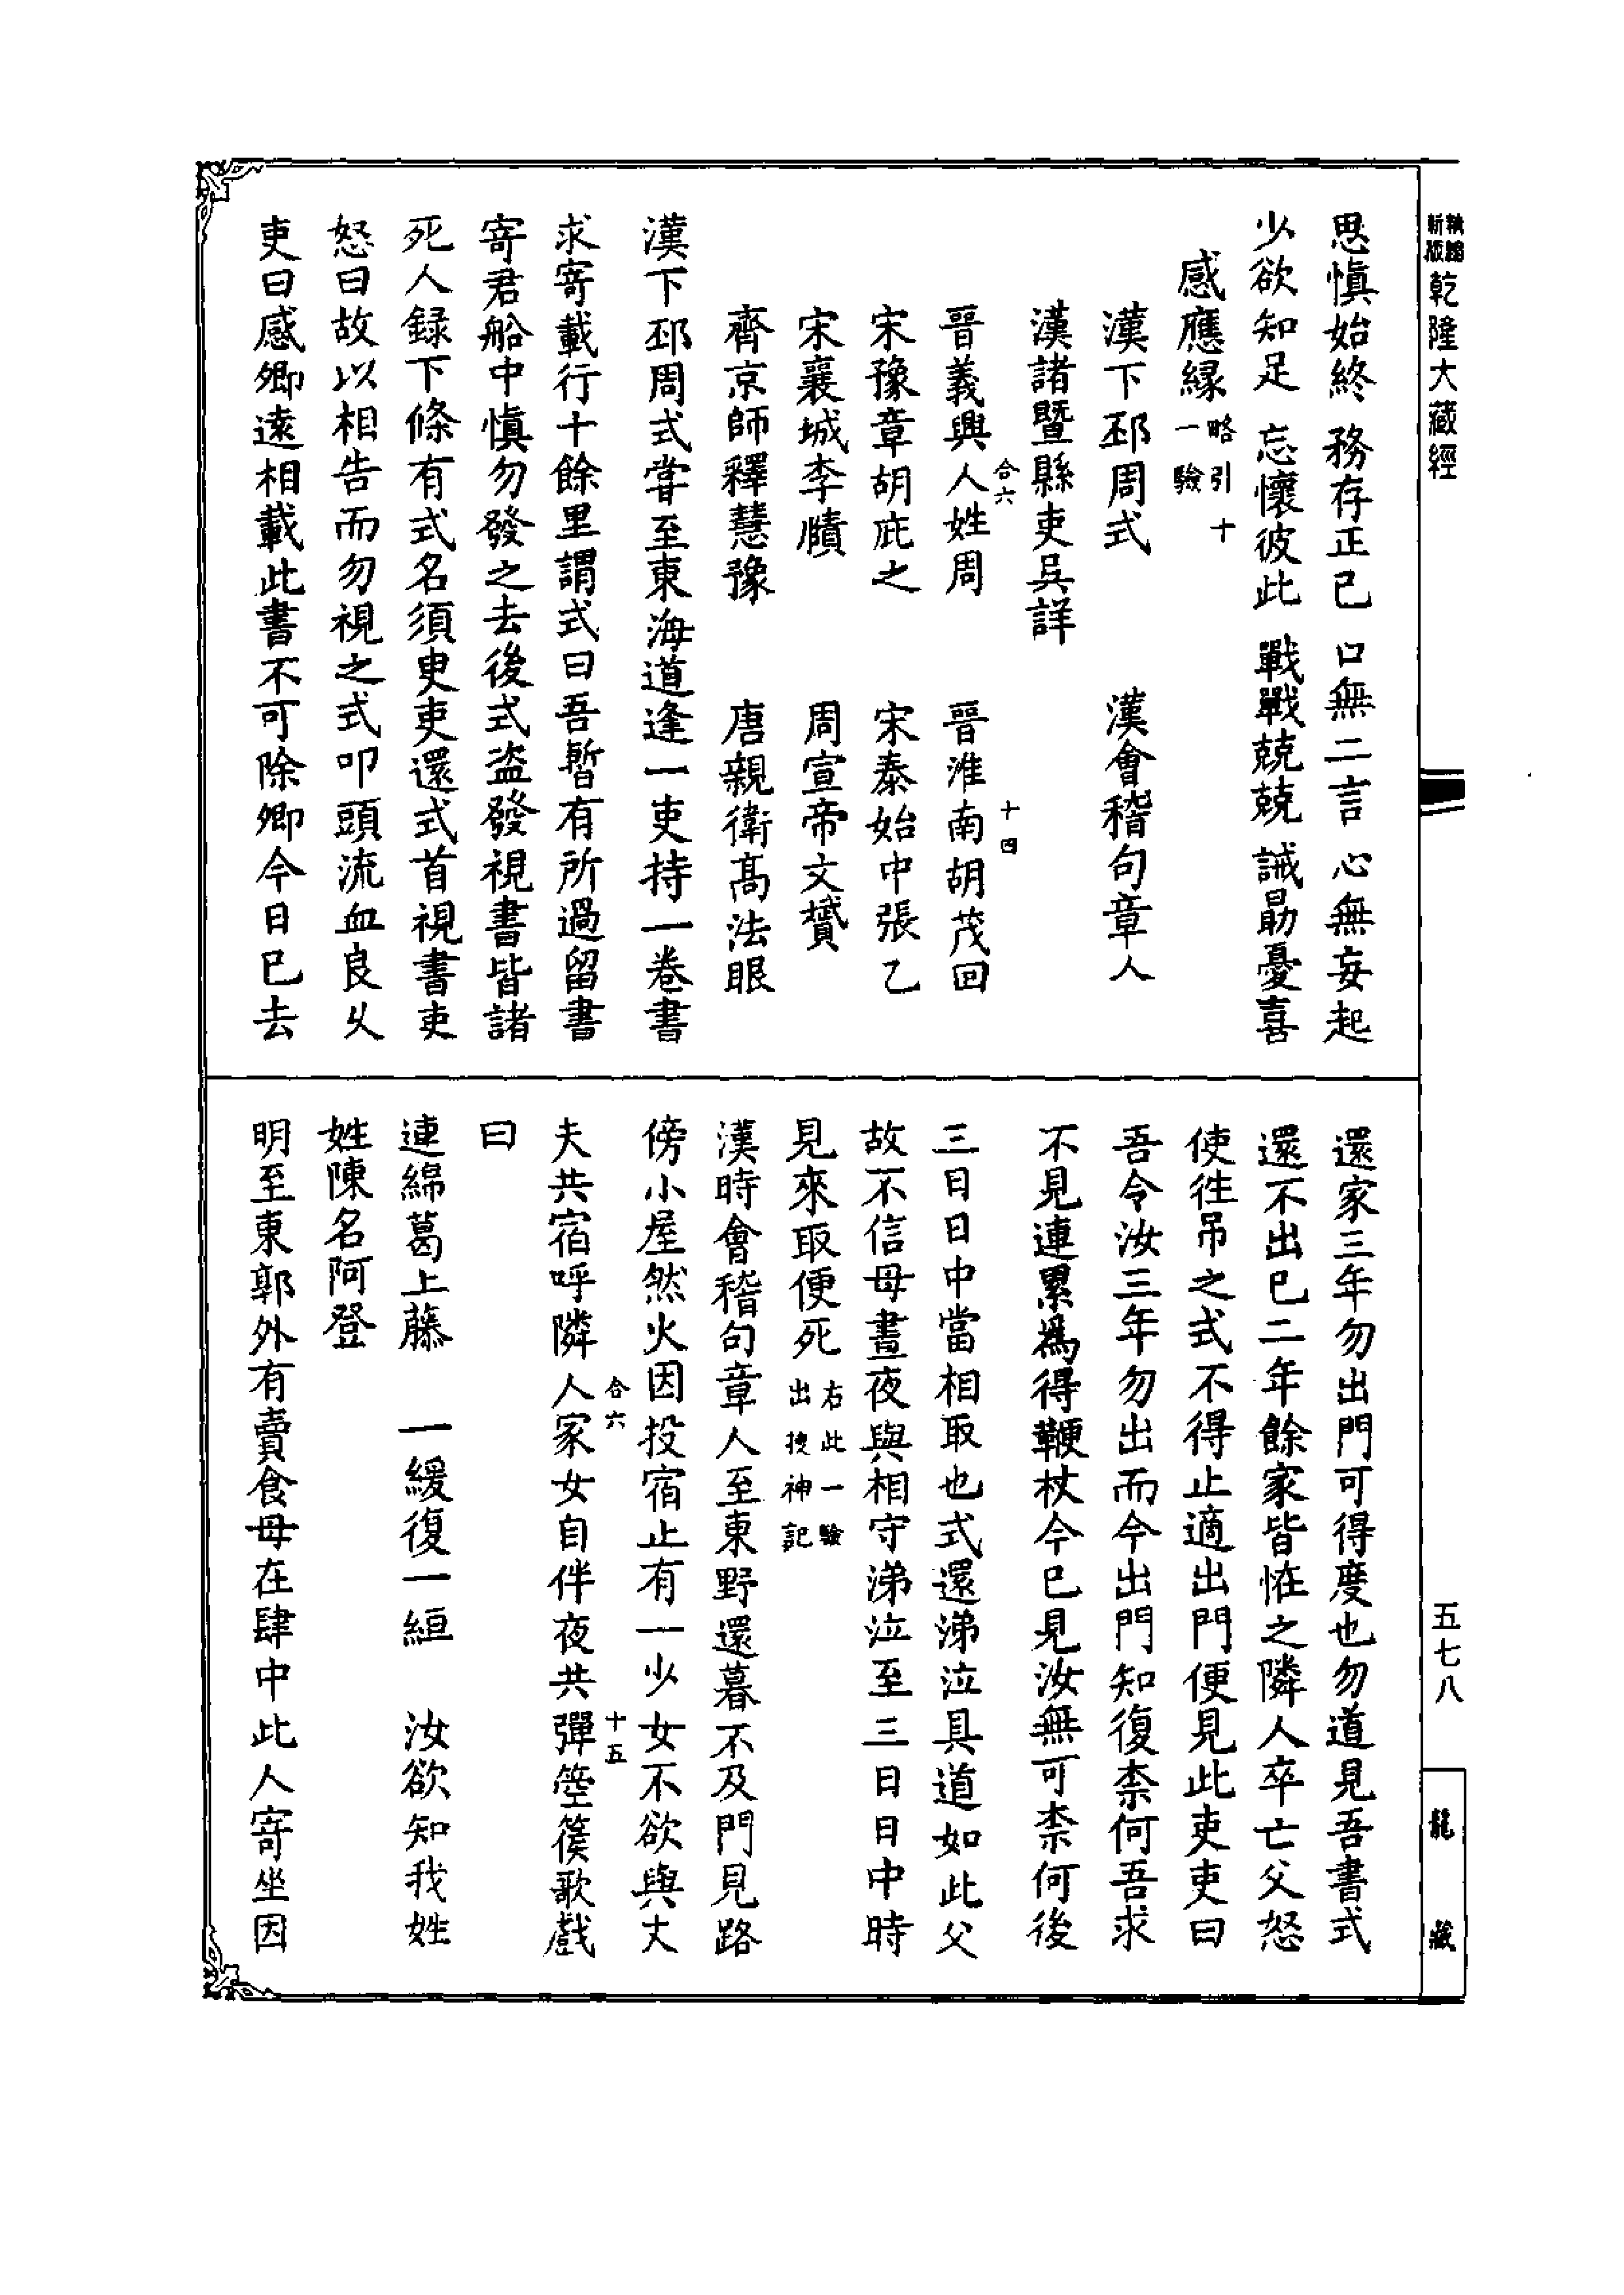 新編
新版 乾隆大藏經
思慎始終 務存正已 口無二言 心無妄起
少欲知足 忘懷彼此 戰戰兢兢 誡勗憂喜
感應緣略引十一驗
漢下邳周式 漢會稽句章人
漢諸暨縣吏吳詳
合六 十四
晉義興人姓周 晉淮南胡茂回
宋豫章胡庇之 宋泰始中張乙
宋襄城李賾 周宣帝文贇
齊京師釋慧豫 唐親衛高法眼
漢下邳周式嘗至東海道逢一吏持一卷書
求寄載行十餘里謂式曰吾暫有所過留書
寄君船中慎勿發之去後式盜發視書皆諸
死人錄下條有式名須臾吏還式首視書吏
怒曰故以相告而勿視之式叩頭流血良久
吏曰感卿遠相載此書不可除卿今日已去
還家三年勿出門可得度也勿道見吾書式
還不出已二年餘家皆怪之隣人卒亡父怒
使往吊之式不得止適出門便見此吏吏曰
吾令汝三年勿出而今出門知復柰何吾求
不見連累為得鞭杖今已見汝無可柰何後
三日日中當相取也式還涕泣具道如此父
故不信母晝夜與相守涕泣至三日日中時
見來取便死右此一驗出搜神記
漢時會稽句章人至東野還暮不及門見路
傍小屋然火因投宿止有一少女不欲與丈
合六 十五
夫共宿呼隣人家女自伴夜共彈箜篌歌戲
曰
連綿葛上藤 一緩復一絙 汝欲知我姓
姓陳名阿登
明至東郭外有賣食母在肆中此人寄坐因
五七八
龍藏